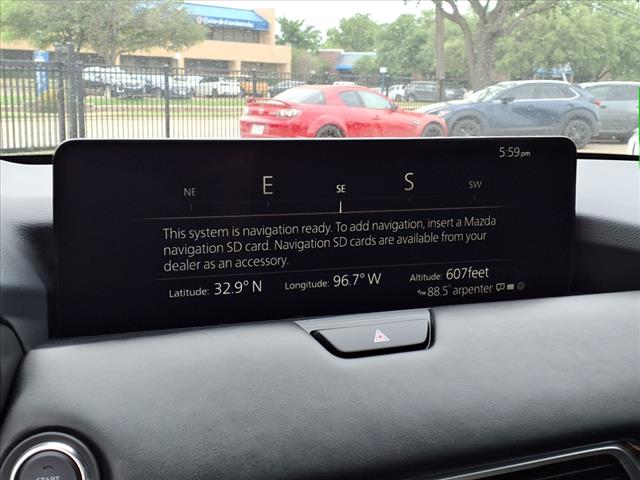 5:59pm
NE E SE S SW
This system is navigation ready. To add navigation, insert a Mazda
navigation SD card. Navigation SD cards are available from your
dealer as an accessory.
Latitude: 32.9° N Longitude: 96.7° W Altitude: 607feet
88.5° arpenter
START